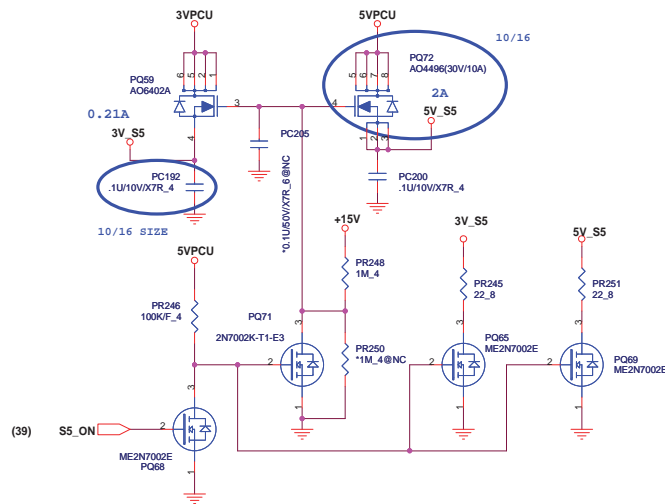 3VPCU
5VPCU
10/16
PQ59
AO6402A
6
5
2
1
3
4
0.21A
3V_S5
PC192
.1U/10V/X7R_4
10/16 SIZE
PC205
*0.1U/50V/X7R_6@NC
5
6
7
8
PQ72
AO4496(30V/10A)
2A
4
5V_S5
1
2
3
PC200
.1U/10V/X7R_4
5VPCU
PR246
100K/F_4
+15V
PR248
1M_4
3V_S5
PR245
22_8
5V_S5
PR251
22_8
PQ71
2N7002K-T1-E3
3
2
1
PR250
*1M_4@NC
3
PQ65
ME2N7002E
2
1
3
2
PQ69
ME2N7002E
1
(39)
S5_ON
3
2
ME2N7002E
PQ68
1